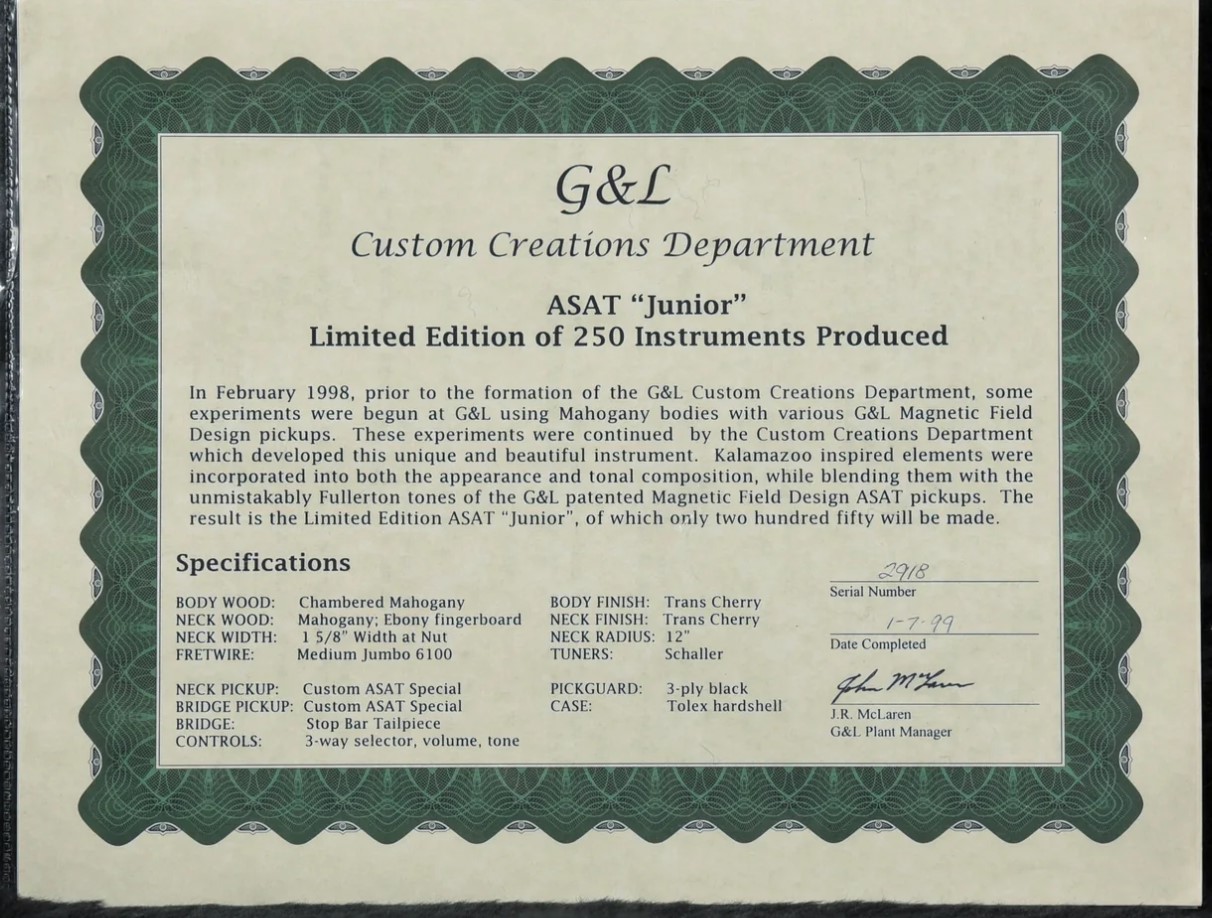 G&L
Custom Creations Department
ASAT “Junior”
Limited Edition of 250 Instruments Produced
In February 1998, prior to the formation of the G&L Custom Creations Department, some
experiments were begun at G&L using Mahogany bodies with various G&L Magnetic Field
Design pickups. These experiments were continued by the Custom Creations Department
which developed this unique and beautiful instrument. Kalamazoo inspired elements were
incorporated into both the appearance and tonal composition, while blending them with the
unmistakably Fullerton tones of the G&L patented Magnetic Field Design ASAT pickups. The
result is the Limited Edition ASAT “Junior”, of which only two hundred fifty will be made.
Specifications
BODY WOOD: Chambered Mahogany
NECK WOOD: Mahogany; Ebony fingerboard
NECK WIDTH: 1 5/8" Width at Nut
FRETWIRE: Medium Jumbo 6100
NECK PICKUP: Custom ASAT Special
BRIDGE PICKUP: Custom ASAT Special
BRIDGE: Stop Bar Tailpiece
CONTROLS: 3-way selector, volume, tone
BODY FINISH: Trans Cherry
NECK FINISH: Trans Cherry
NECK RADIUS: 12"
TUNERS: Schaller
PICKGUARD: 3-ply black
CASE: Tolex hardshell
2918
Serial Number
1-7-99
Date Completed
John McLaren
J.R. McLaren
G&L Plant Manager